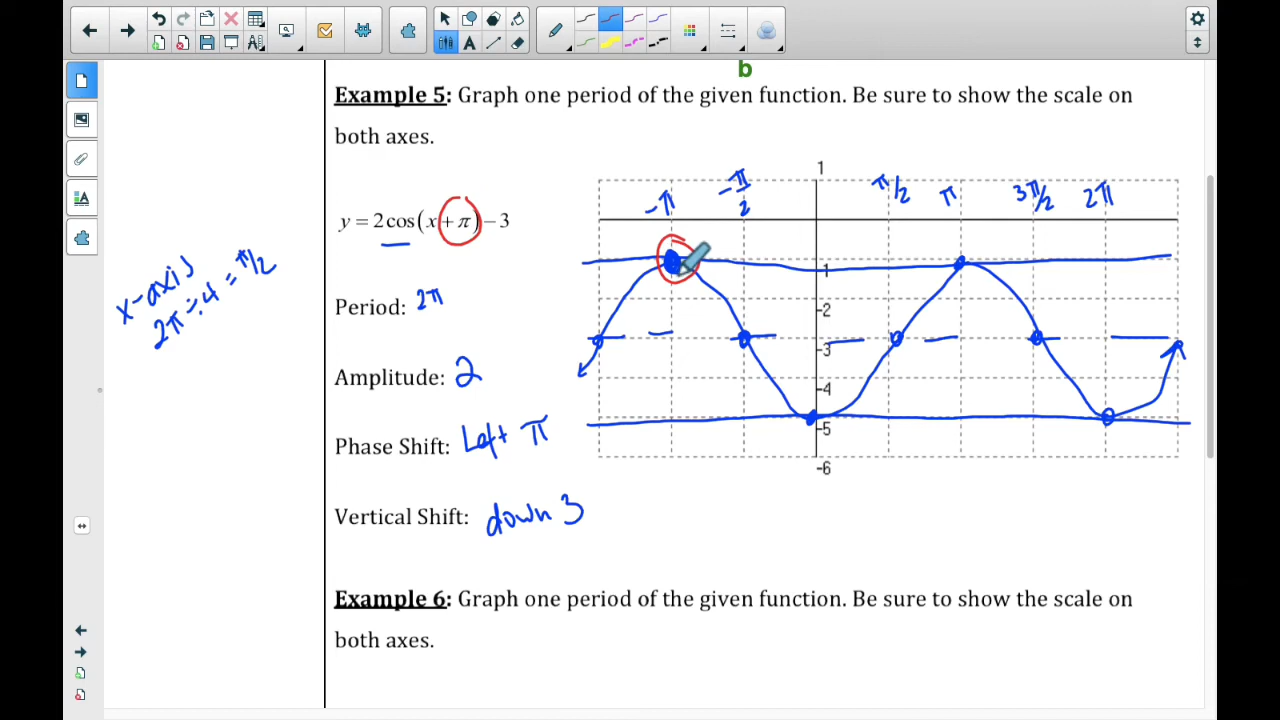 b
Example 5: Graph one period of the given function. Be sure to show the scale on
both axes.
y = 2cos(x + π) − 3
x-axis
2π ÷ 4 = π/2
Period: 2π
Amplitude: 2
Phase Shift: Left π
Vertical Shift: down 3
1
-π -π/2 π/2 π 3π/2 2π
-1
-2
-3
-4
-5
-6
Example 6: Graph one period of the given function. Be sure to show the scale on
both axes.